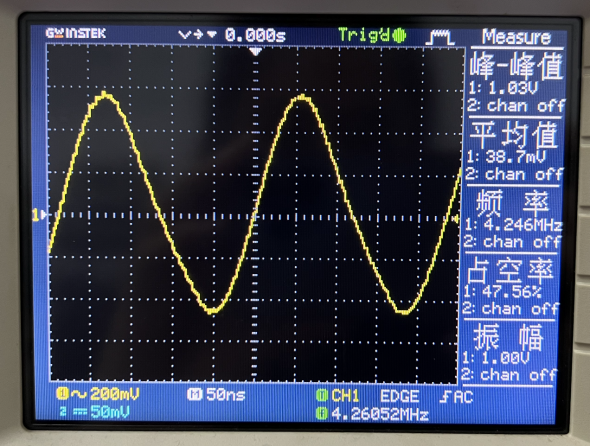 GWINSTEK 0.000s Trig'd Measure
峰-峰值
1: 1.03V
2: chan off
平均值
1: 38.7mV
2: chan off
频 率
1: 4.246MHz
2: chan off
占空率
1: 47.56%
2: chan off
振 幅
1: 1.00V
2: chan off
1
1 200mV M 50ns T CH1 EDGE AC
2 50mV F 4.26052MHz